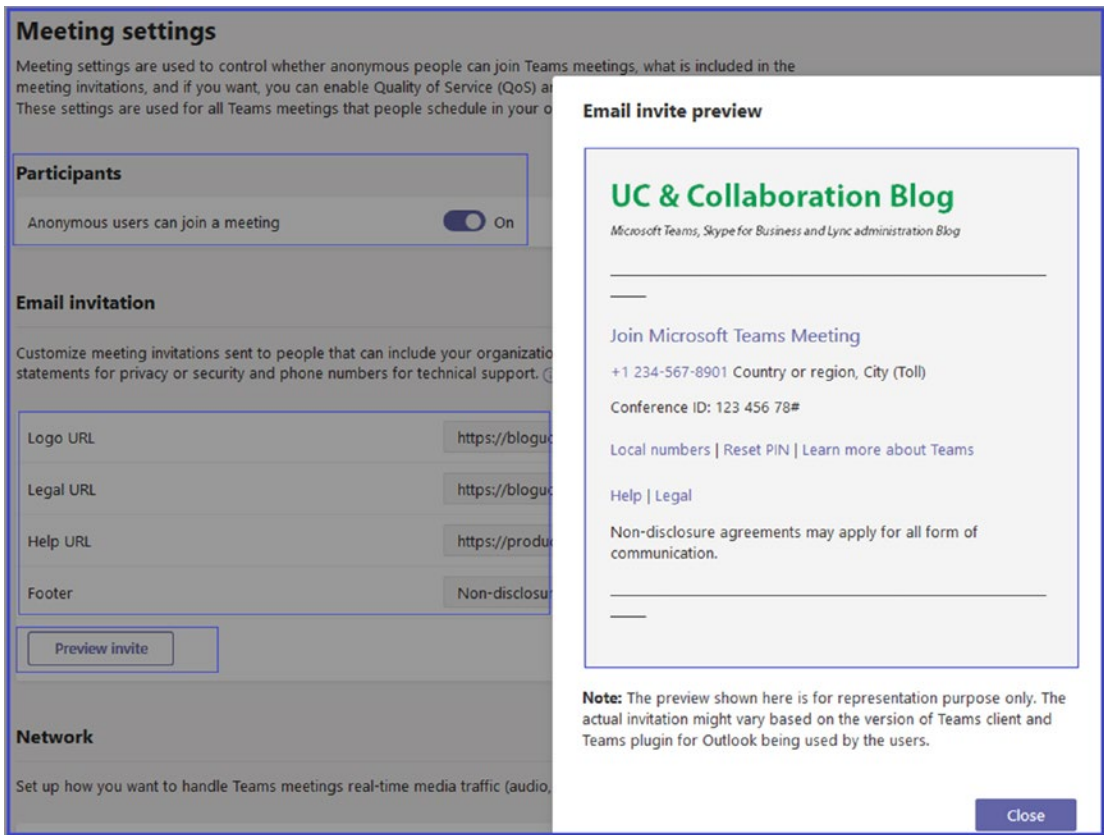 Meeting settings
Meeting settings are used to control whether anonymous people can join Teams meetings, what is included in the
meeting invitations, and if you want, you can enable Quality of Service (QoS)
These settings are used for all Teams meetings that people schedule in your
Participants
Anonymous users can join a meeting
On
Email invitation
Customize meeting invitations sent to people that can include your
statements for privacy or security and phone numbers for technical support.
Logo URL
Legal URL
Help URL
Footer
Preview invite
Network
Set up how you want to handle Teams meetings real-time media traffic (audio,
Email invite preview
UC & Collaboration Blog
Microsoft Teams, Skype for Business and Lync administration Blog
Join Microsoft Teams Meeting
+1 234-567-8901 Country or region, City (Toll)
Conference ID: 123 456 78#
Local numbers | Reset PIN | Learn more about Teams
Help | Legal
Non-disclosure agreements may apply for all form of
communication.
Note: The preview shown here is for representation purpose only. The
actual invitation might vary based on the version of Teams client and
Teams plugin for Outlook being used by the users.
Close